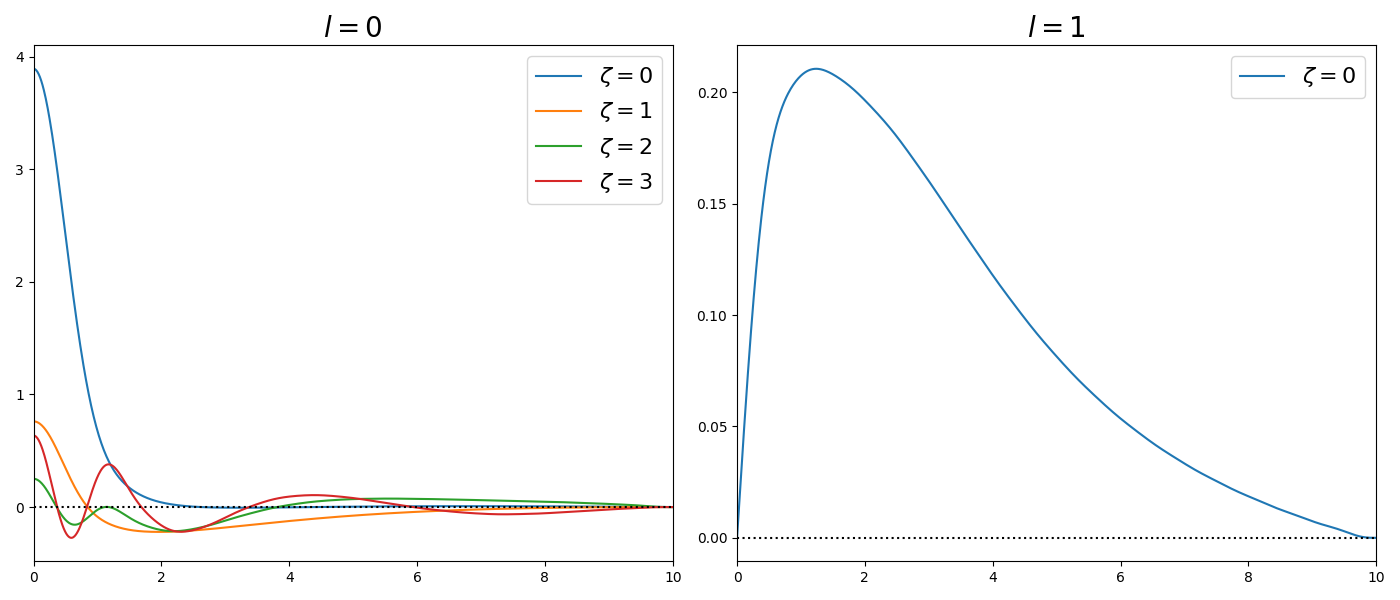 l = 0
4
3
2
1
0
0 2 4 6 8 10
ζ = 0
ζ = 1
ζ = 2
ζ = 3
l = 1
0.20
0.15
0.10
0.05
0.00
0 2 4 6 8 10
ζ = 0